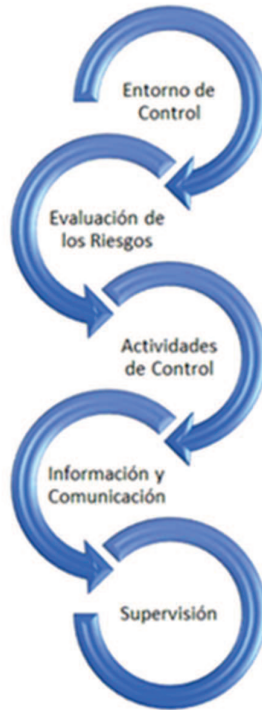 Entorno de
Control
Evaluación de
los Riesgos
Actividades
de Control
Información y
Comunicación
Supervisión